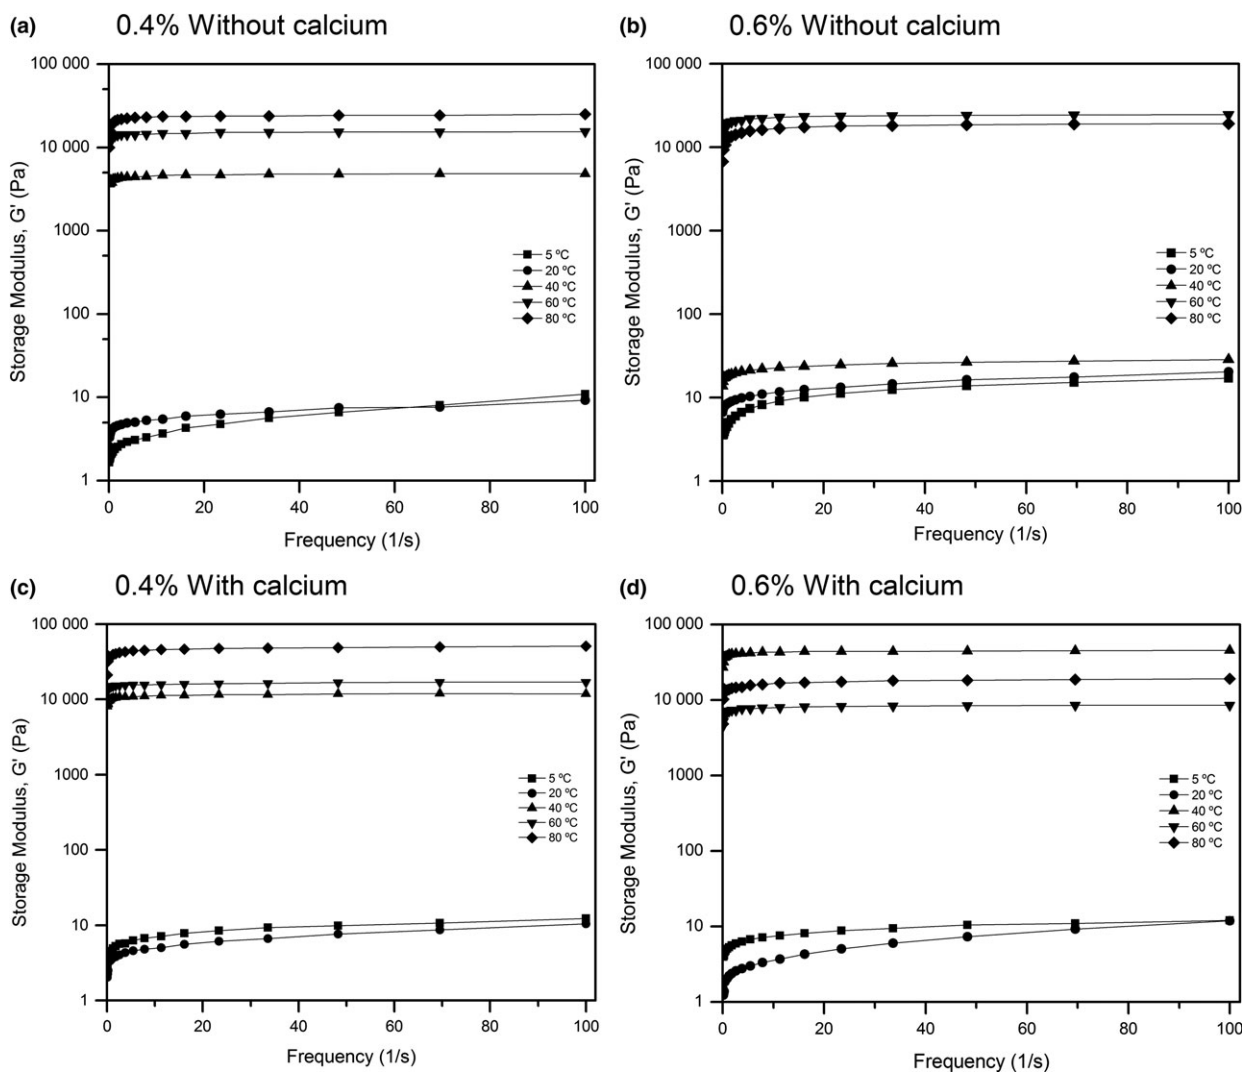 (a) 0.4% Without calcium
100 000
10 000
1000
100
10
1
Storage Modulus, G' (Pa)
5 ºC
20 ºC
40 ºC
60 ºC
80 ºC
0 20 40 60 80 100
Frequency (1/s)
(b) 0.6% Without calcium
100 000
10 000
1000
100
10
1
Storage Modulus, G' (Pa)
5 ºC
20 ºC
40 ºC
60 ºC
80 ºC
0 20 40 60 80 100
Frequency (1/s)
(c) 0.4% With calcium
100 000
10 000
1000
100
10
1
Storage Modulus, G' (Pa)
5 ºC
20 ºC
40 ºC
60 ºC
80 ºC
0 20 40 60 80 100
Frequency (1/s)
(d) 0.6% With calcium
100 000
10 000
1000
100
10
1
Storage Modulus, G' (Pa)
5 ºC
20 ºC
40 ºC
60 ºC
80 ºC
0 20 40 60 80 100
Frequency (1/s)